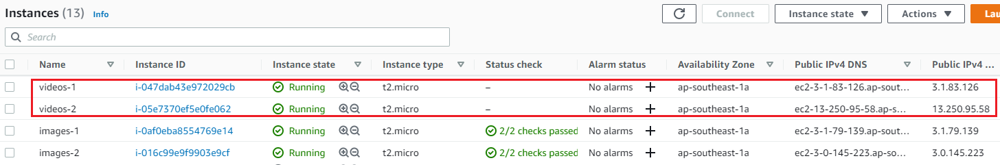 Instances (13) Info Connect Instance state Actions Lau
Search
Name Instance ID Instance state Instance type Status check Alarm status Availability Zone Public IPv4 DNS Public IPv4 ...
videos-1 i-047dab43e972029cb Running t2.micro – No alarms + ap-southeast-1a ec2-3-1-83-126.ap-sout... 3.1.83.126
videos-2 i-05e7370ef5e0fe062 Running t2.micro – No alarms + ap-southeast-1a ec2-13-250-95-58.ap-s... 13.250.95.58
images-1 i-0af0eba8554769e14 Running t2.micro 2/2 checks passed No alarms + ap-southeast-1a ec2-3-1-79-139.ap-sout... 3.1.79.139
images-2 i-016c99e9f9903e9cf Running t2.micro 2/2 checks passed No alarms + ap-southeast-1a ec2-3-0-145-223.ap-so... 3.0.145.223